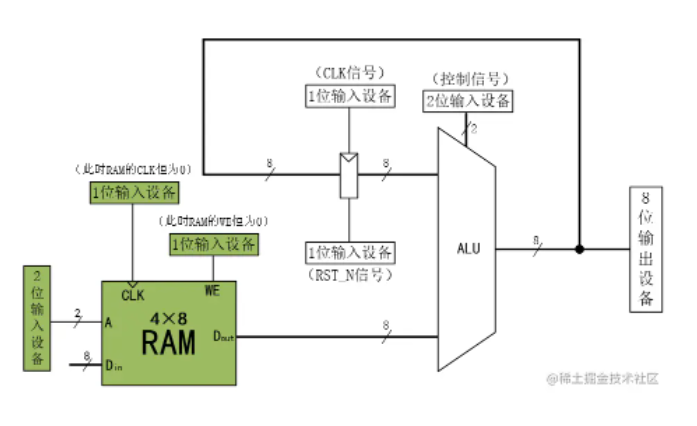 (CLK信号)
1位输入设备
(控制信号)
2位输入设备
2
8
8
(此时RAM的CLK恒为0)
1位输入设备
(此时RAM的WE恒为0)
1位输入设备
1位输入设备
(RST_N信号)
ALU
8
8位输出设备
2位输入设备
2
8
CLK
WE
A
4×8
RAM
Dout
Din
8
@稀土掘金技术社区